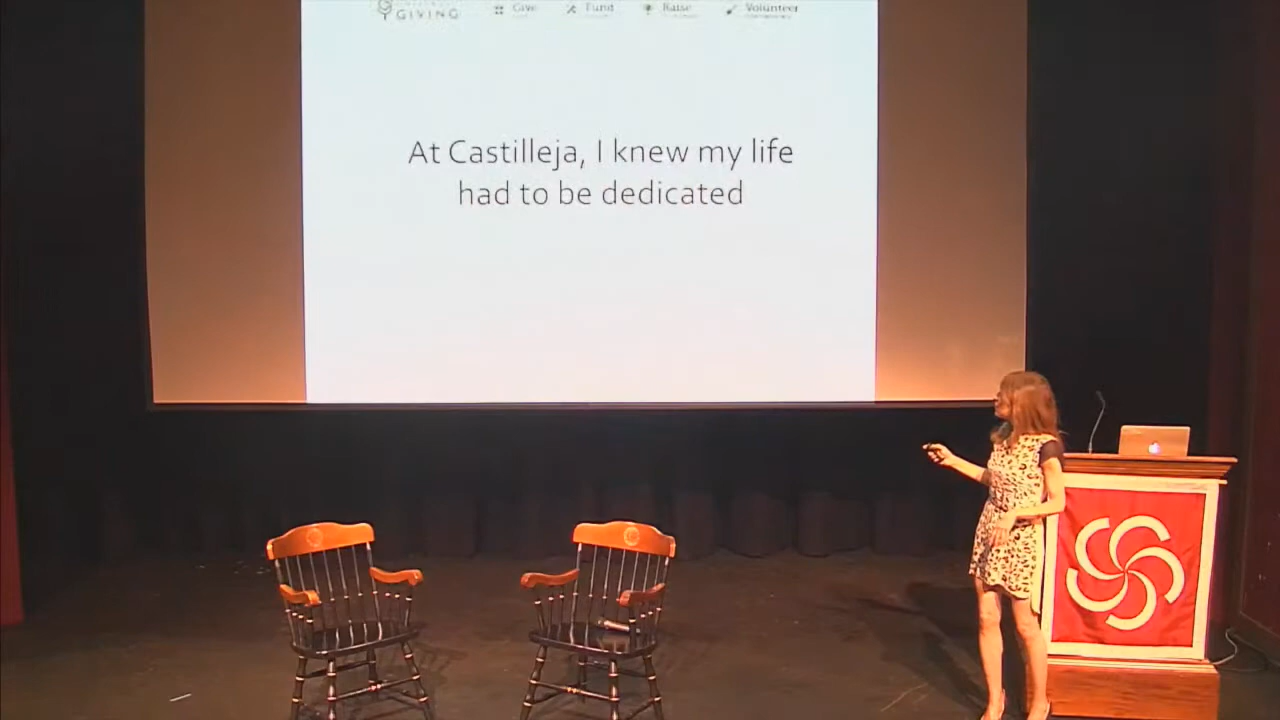 GIVING
Give
Fund
Raise
Volunteer
At Castilleja, I knew my life
had to be dedicated